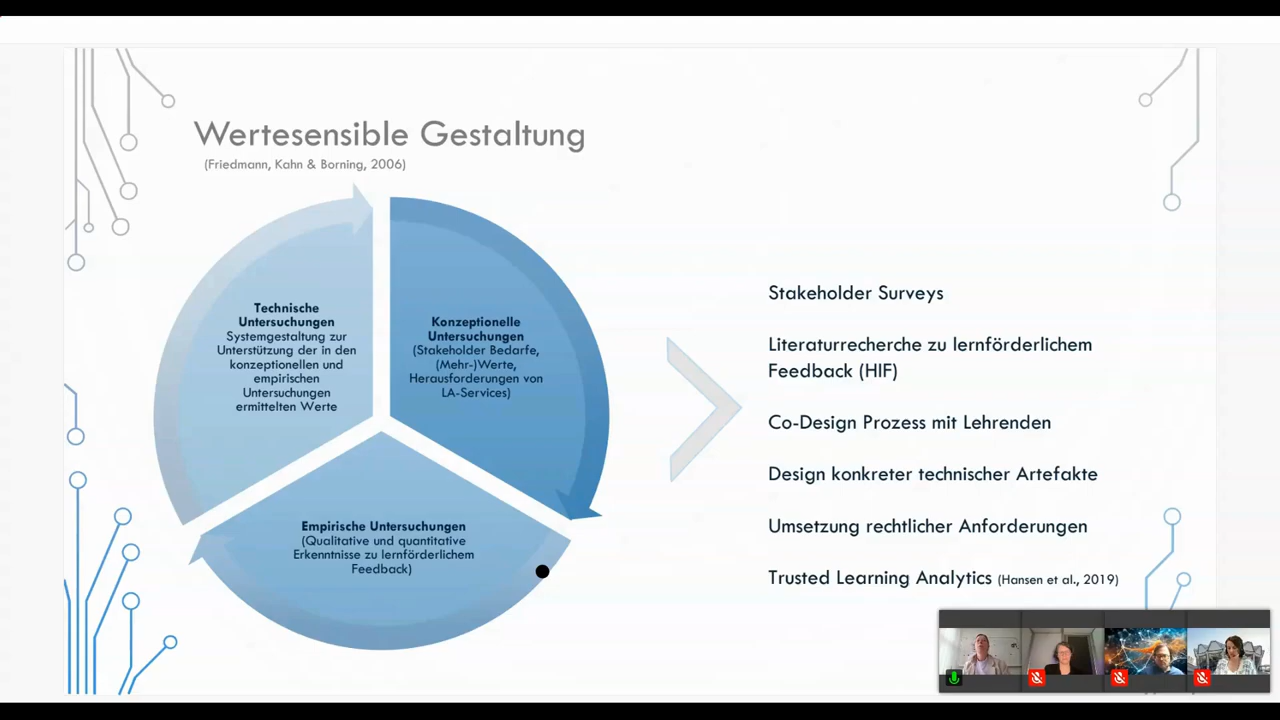 Wertesensible Gestaltung
(Friedmann, Kahn & Borning, 2006)
Technische
Untersuchungen
Systemgestaltung zur
Unterstützung der in den
konzeptionellen und
empirischen
Untersuchungen
ermittelten Werte
Konzeptionelle
Untersuchungen
(Stakeholder Bedarfe,
(Mehr-)Werte,
Herausforderungen von
LA-Services)
Empirische Untersuchungen
(Qualitative und quantitative
Erkenntnisse zu lernförderlichem
Feedback)
Stakeholder Surveys
Literaturrecherche zu lernförderlichem
Feedback (HIF)
Co-Design Prozess mit Lehrenden
Design konkreter technischer Artefakte
Umsetzung rechtlicher Anforderungen
Trusted Learning Analytics (Hansen et al., 2019)